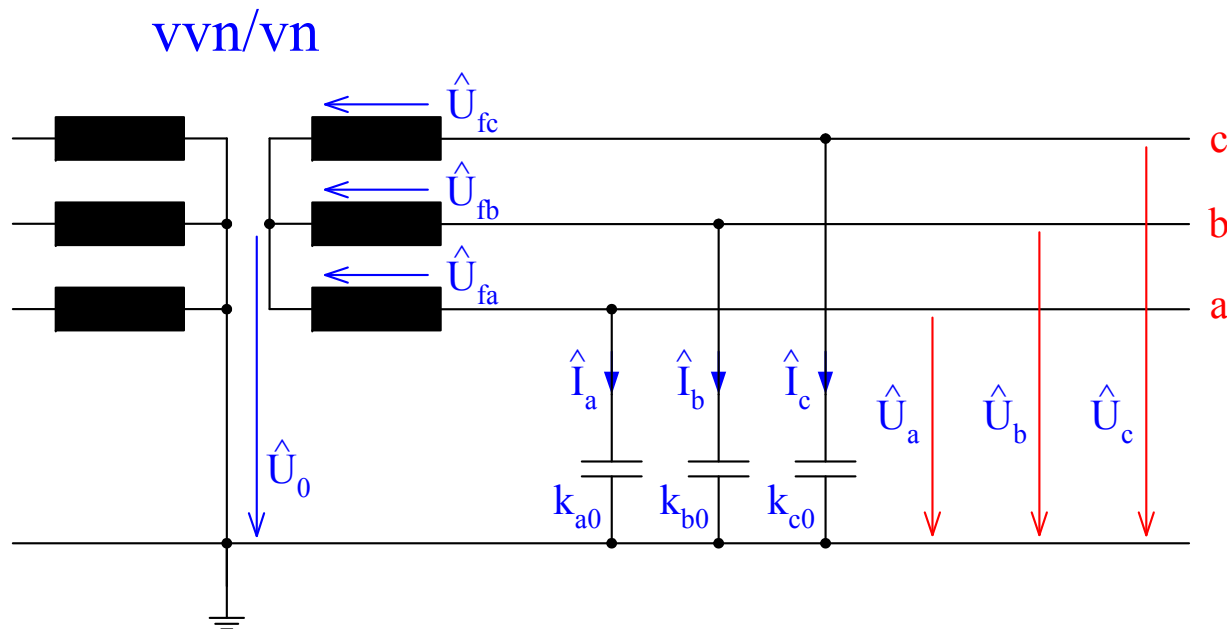 vvn/vn
Û_fc
c
Û_fb
b
Û_fa
a
Î_a
Î_b
Î_c
Û_a
Û_b
Û_c
Û_0
k_a0
k_b0
k_c0